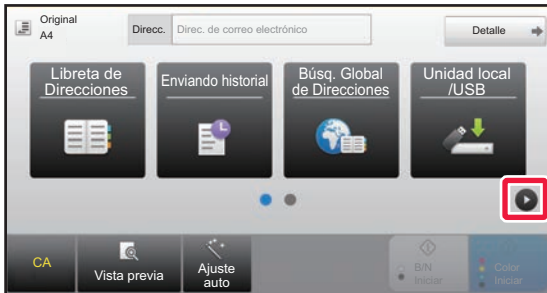 Original
A4
Direcc.
Direc. de correo electrónico
Detalle
Libreta de
Direcciones
Enviando historial
Búsq. Global
de Direcciones
Unidad local
/USB
CA
Vista previa
Ajuste
auto
B/N
Iniciar
Color
Iniciar